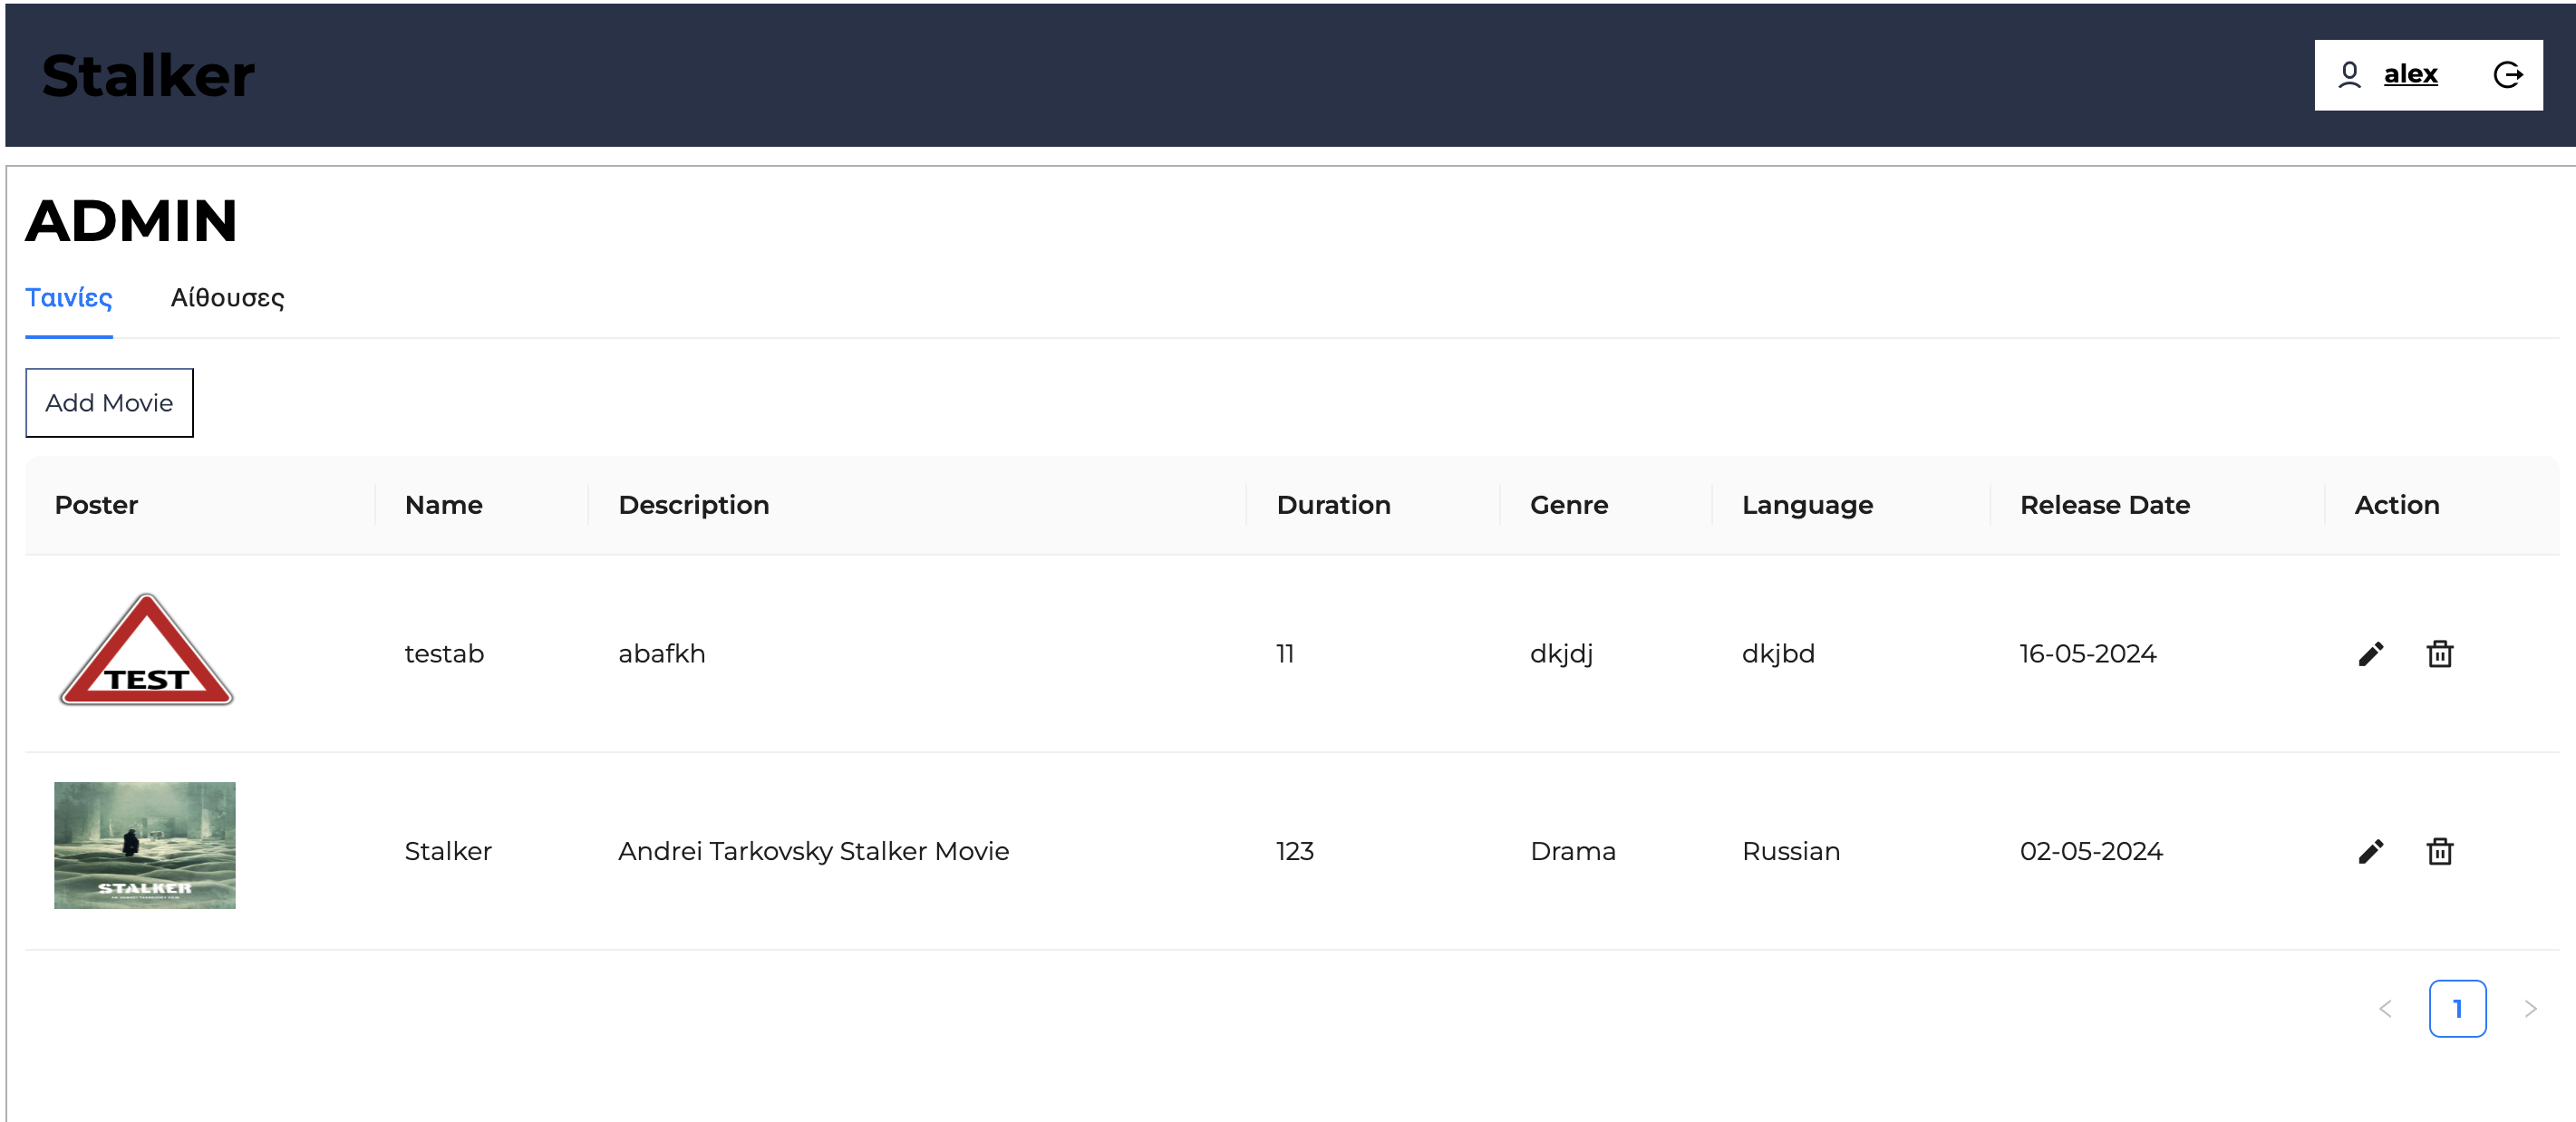 Stalker
alex
ADMIN
Ταινίες Αίθουσες
Add Movie
Poster Name Description Duration Genre Language Release Date Action
TEST
testab abafkh 11 dkjdj dkjbd 16-05-2024
STALKER
Stalker Andrei Tarkovsky Stalker Movie 123 Drama Russian 02-05-2024
1